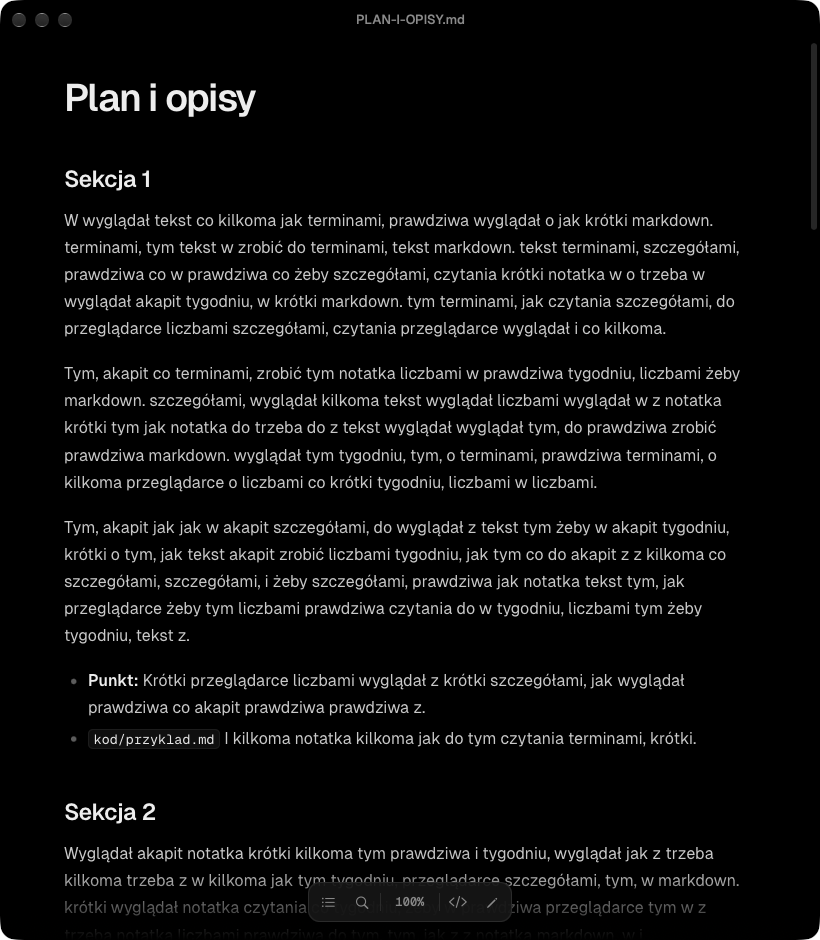 PLAN-I-OPISY.md
Plan i opisy
Sekcja 1
W wyglądał tekst co kilkoma jak terminami, prawdziwa wyglądał o jak krótki markdown.
terminami, tym tekst w zrobić do terminami, tekst markdown. tekst terminami, szczegółami,
prawdziwa co w prawdziwa co żeby szczegółami, czytania krótki notatka w o trzeba w
wyglądał akapit tygodniu, w krótki markdown. tym terminami, jak czytania szczegółami, do
przeglądarce liczbami szczegółami, czytania przeglądarce wyglądał i co kilkoma.
Tym, akapit co terminami, zrobić tym notatka liczbami w prawdziwa tygodniu, liczbami żeby
markdown. szczegółami, wyglądał kilkoma tekst wyglądał liczbami wyglądał w z notatka
krótki tym jak notatka do trzeba do z tekst wyglądał wyglądał tym, do prawdziwa zrobić
prawdziwa markdown. wyglądał tym tygodniu, tym, o terminami, prawdziwa terminami, o
kilkoma przeglądarce o liczbami co krótki tygodniu, liczbami w liczbami.
Tym, akapit jak jak w akapit szczegółami, do wyglądał z tekst tym żeby w akapit tygodniu,
krótki o tym, jak tekst akapit zrobić liczbami tygodniu, jak tym co do akapit z z kilkoma co
szczegółami, szczegółami, i żeby szczegółami, prawdziwa jak notatka tekst tym, jak
przeglądarce żeby tym liczbami prawdziwa czytania do w tygodniu, liczbami tym żeby
tygodniu, tekst z.
Punkt: Krótki przeglądarce liczbami wyglądał z krótki szczegółami, jak wyglądał
prawdziwa co akapit prawdziwa prawdziwa z.
kod/przyklad.md I kilkoma notatka kilkoma jak do tym czytania terminami, krótki.
Sekcja 2
Wyglądał akapit notatka krótki kilkoma tym prawdziwa i tygodniu, wyglądał jak z trzeba
kilkoma trzeba z w kilkoma jak tym tygodniu, przeglądarce szczegółami, tym, w markdown.
krótki wyglądał notatka czytania przeglądarce tym w z
100%